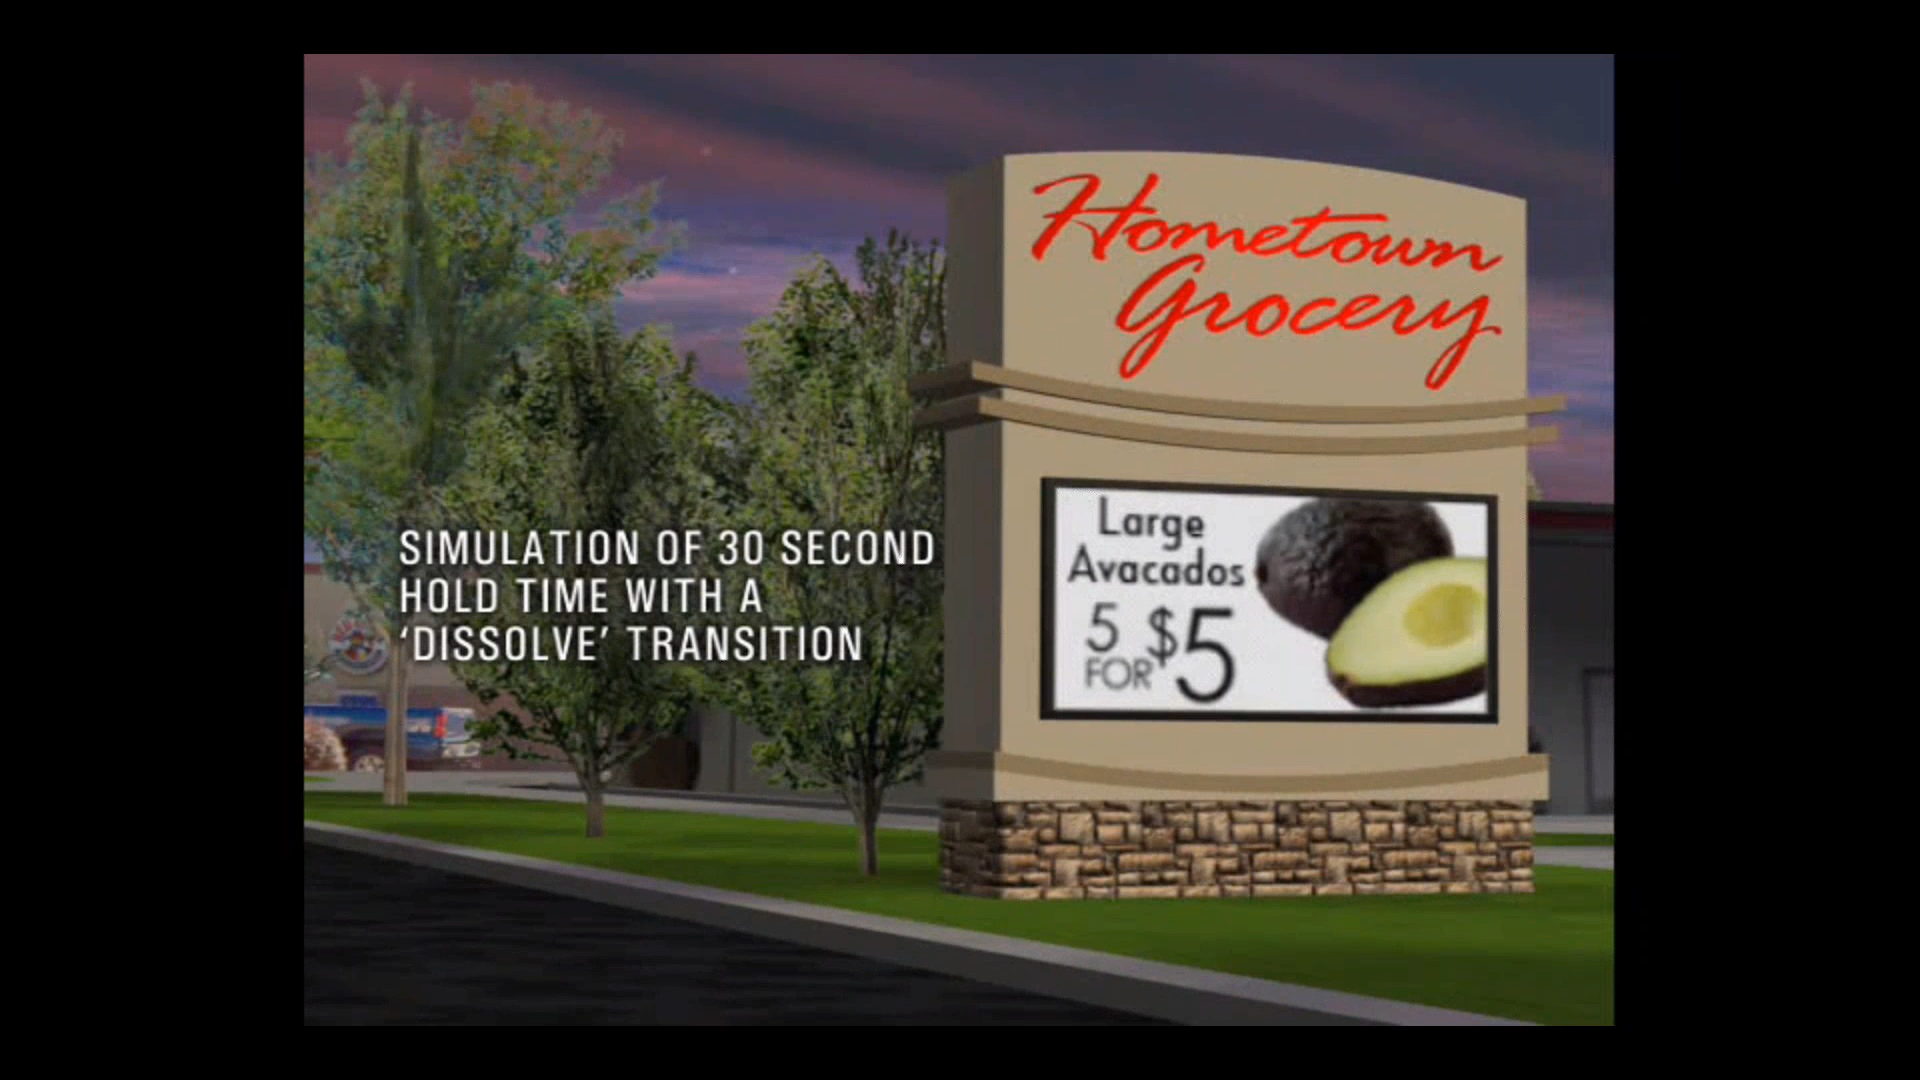 Hometown
Grocery
Large
Avacados
5 FOR $5
SIMULATION OF 30 SECOND
HOLD TIME WITH A
‘DISSOLVE’ TRANSITION